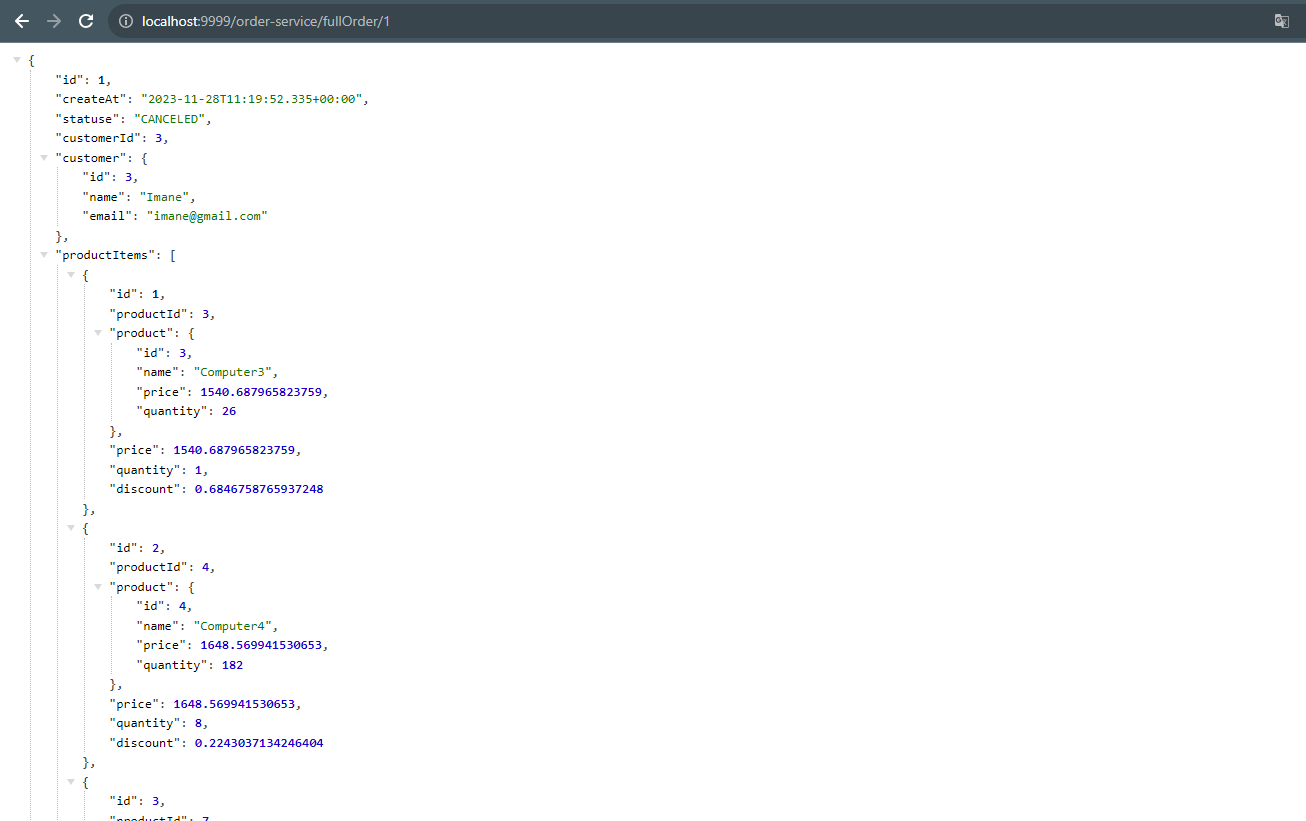 localhost:9999/order-service/fullOrder/1
{
"id": 1,
"createAt": "2023-11-28T11:19:52.335+00:00",
"statuse": "CANCELED",
"customerId": 3,
"customer": {
"id": 3,
"name": "Imane",
"email": "imane@gmail.com"
},
"productItems": [
{
"id": 1,
"productId": 3,
"product": {
"id": 3,
"name": "Computer3",
"price": 1540.687965823759,
"quantity": 26
},
"price": 1540.687965823759,
"quantity": 1,
"discount": 0.6846758765937248
},
{
"id": 2,
"productId": 4,
"product": {
"id": 4,
"name": "Computer4",
"price": 1648.569941530653,
"quantity": 182
},
"price": 1648.569941530653,
"quantity": 8,
"discount": 0.2243037134246404
},
{
"id": 3,
"productId": 7